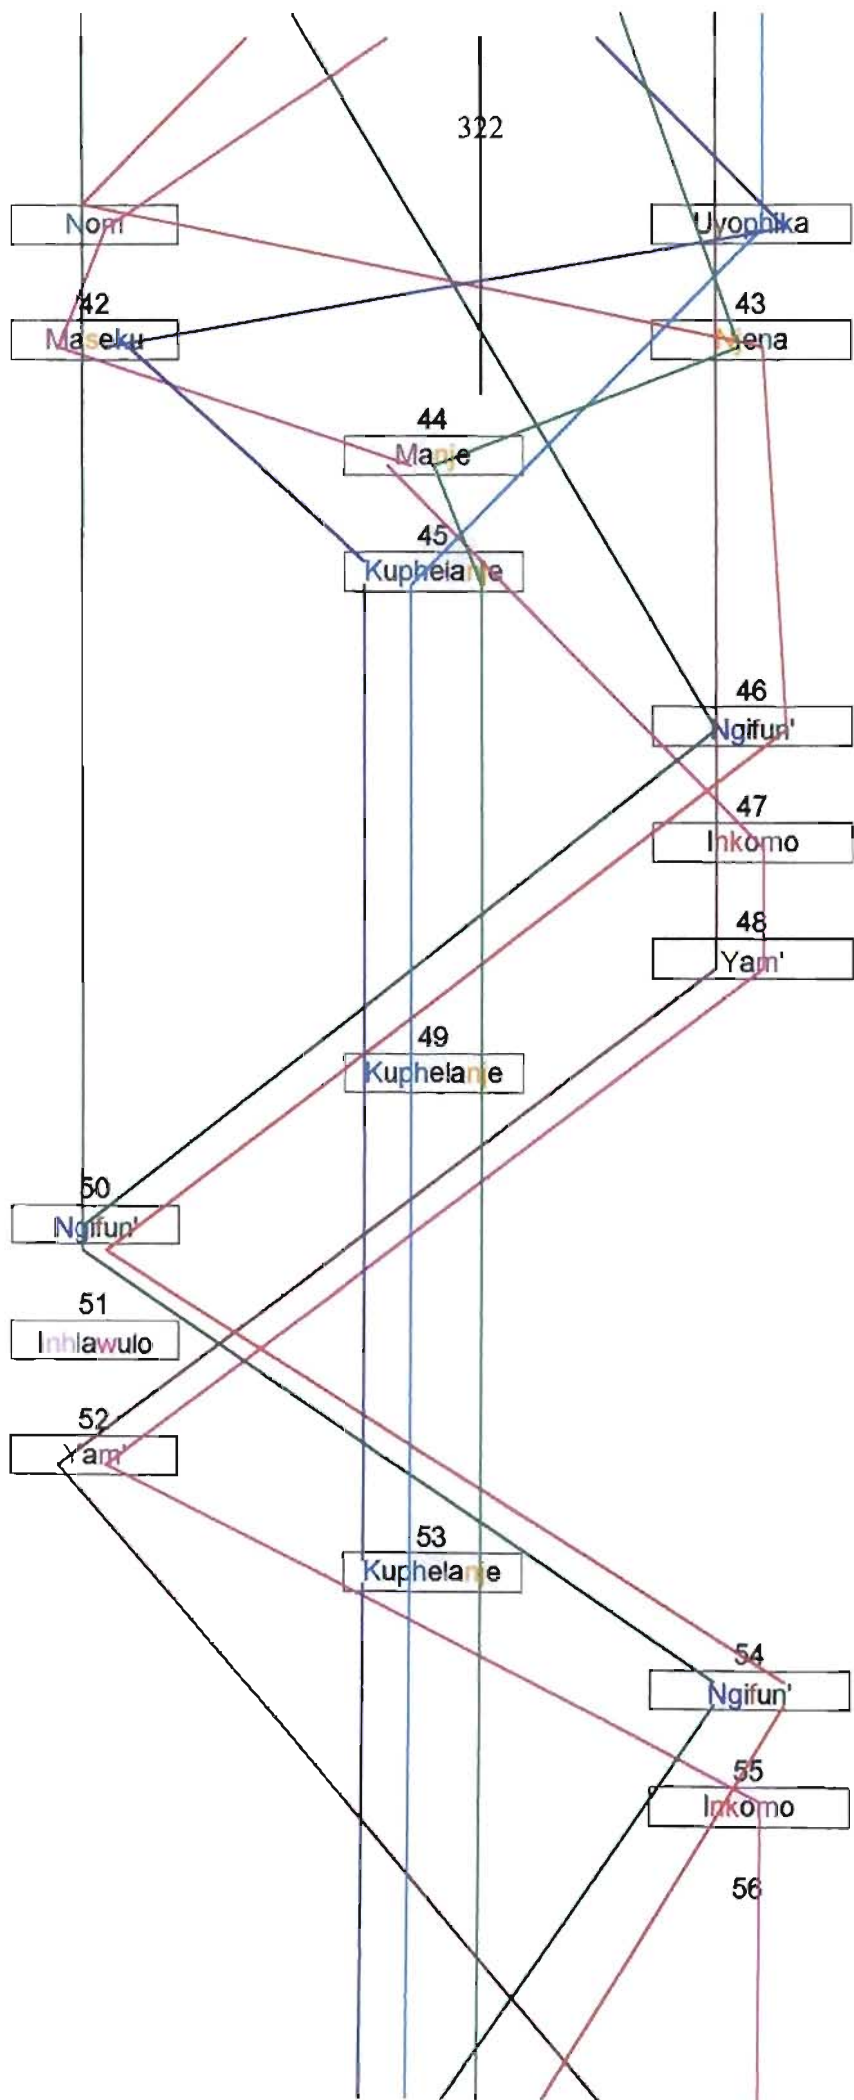 322
Nom Uyophika
42 43
Maseku Njena
44
Manje
45
Kuphelanje
46
Ngifun'
47
Inkomo
48
Yam'
49
Kuphelanje
50
Ngifun'
51
Inhlawulo
52
Yam'
53
Kuphelanje
54
Ngifun'
55
Inkomo
56